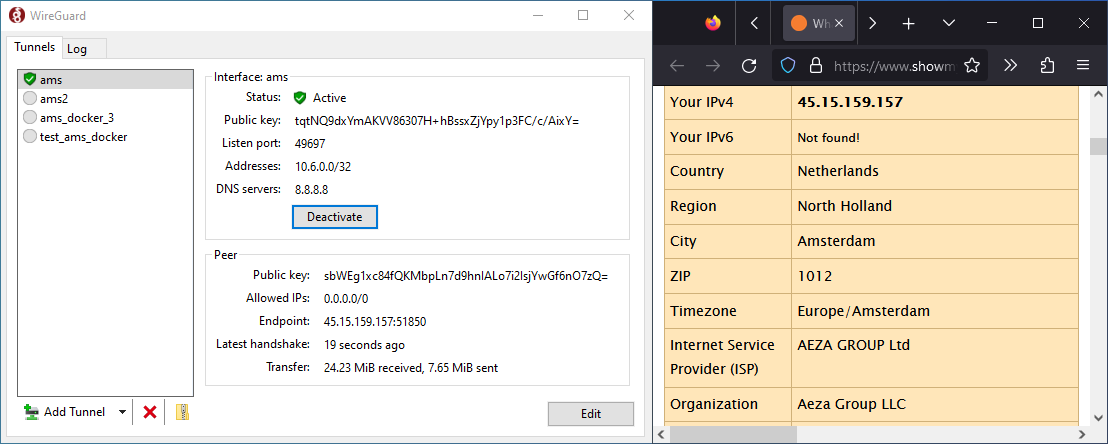 WireGuard
Tunnels
Log
ams
ams2
ams_docker_3
test_ams_docker
Add Tunnel
Interface: ams
Status: Active
Public key: tqtNQ9dxYmAKVV86307H+hBssxZjYpy1p3FC/c/AixY=
Listen port: 49697
Addresses: 10.6.0.0/32
DNS servers: 8.8.8.8
Deactivate
Peer
Public key: sbWEg1xc84fQKMbpLn7d9hnIALo7i2lsjYwGf6nO7zQ=
Allowed IPs: 0.0.0.0/0
Endpoint: 45.15.159.157:51850
Latest handshake: 19 seconds ago
Transfer: 24.23 MiB received, 7.65 MiB sent
Edit
Wh
https://www.showm
Your IPv4 45.15.159.157
Your IPv6 Not found!
Country Netherlands
Region North Holland
City Amsterdam
ZIP 1012
Timezone Europe/Amsterdam
Internet Service
Provider (ISP) AEZA GROUP Ltd
Organization Aeza Group LLC